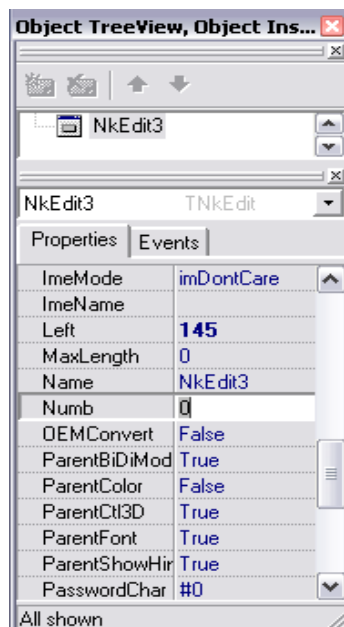 Object TreeView, Object Ins...
NkEdit3
NkEdit3 TNkEdit
Properties Events
ImeMode imDontCare
ImeName
Left 145
MaxLength 0
Name NkEdit3
Numb 0
OEMConvert False
ParentBiDiMod True
ParentColor False
ParentCtl3D True
ParentFont True
ParentShowHin True
PasswordChar #0
All shown